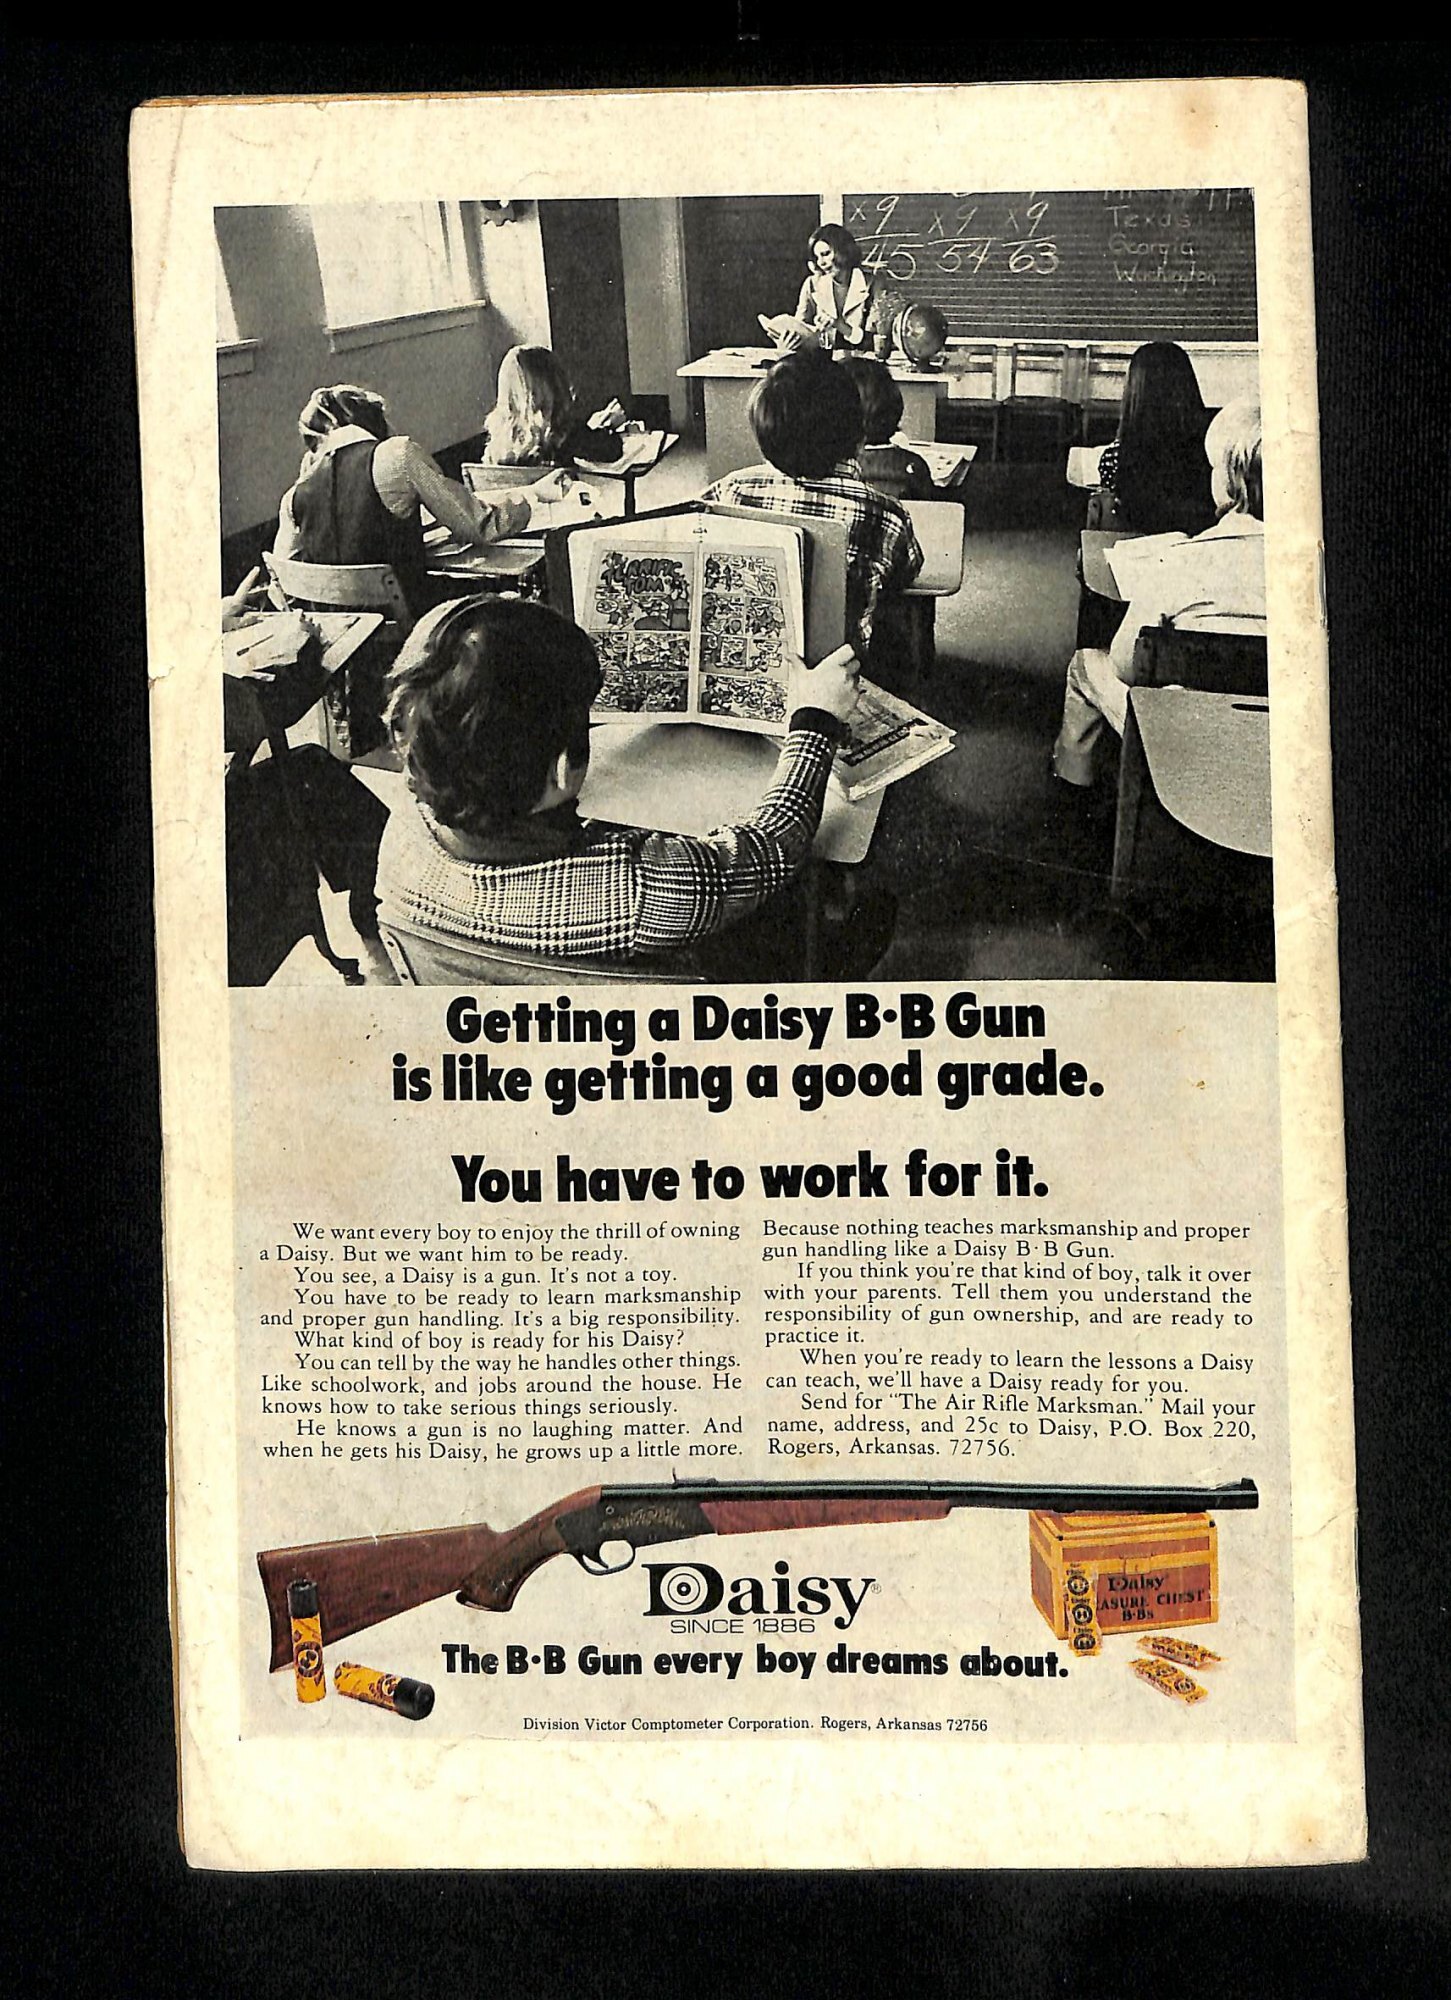 x9 x9 x9
45 54 63
Texas
Georgia
Washington
TERRIFIC
TOM
Getting a Daisy B·B Gun
is like getting a good grade.
You have to work for it.
We want every boy to enjoy the thrill of owning
a Daisy. But we want him to be ready.
You see, a Daisy is a gun. It's not a toy.
You have to be ready to learn marksmanship
and proper gun handling. It's a big responsibility.
What kind of boy is ready for his Daisy?
You can tell by the way he handles other things.
Like schoolwork, and jobs around the house. He
knows how to take serious things seriously.
He knows a gun is no laughing matter. And
when he gets his Daisy, he grows up a little more.
Because nothing teaches marksmanship and proper
gun handling like a Daisy B·B Gun.
If you think you're that kind of boy, talk it over
with your parents. Tell them you understand the
responsibility of gun ownership, and are ready to
practice it.
When you're ready to learn the lessons a Daisy
can teach, we'll have a Daisy ready for you.
Send for "The Air Rifle Marksman." Mail your
name, address, and 25c to Daisy, P.O. Box 220,
Rogers, Arkansas. 72756.
Daisy®
SINCE 1886
Daisy
ASURE CHEST
B·Bs
The B·B Gun every boy dreams about.
Division Victor Comptometer Corporation. Rogers, Arkansas 72756